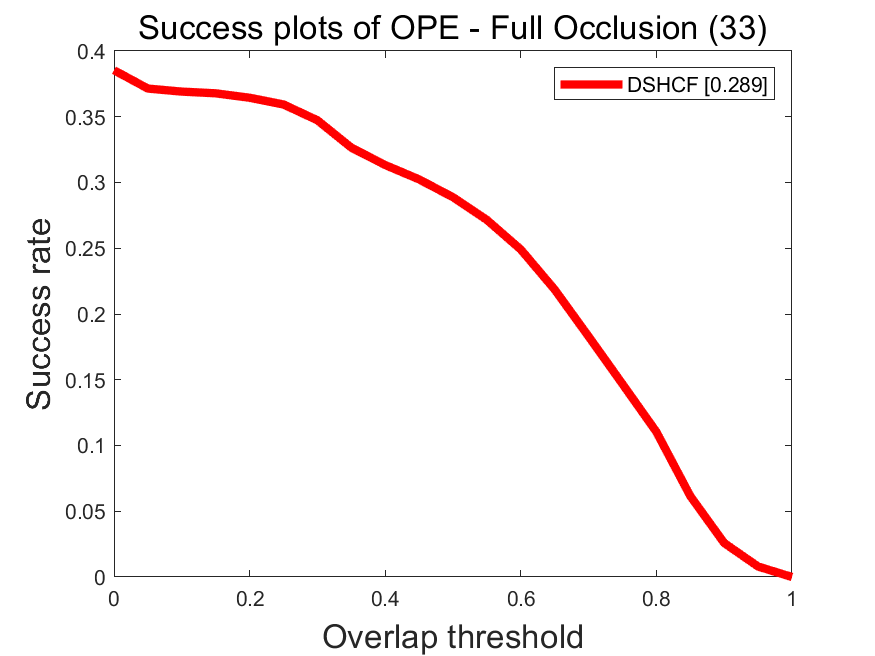 Success plots of OPE - Full Occlusion (33)
DSHCF [0.289]
Success rate
0.4
0.35
0.3
0.25
0.2
0.15
0.1
0.05
0
0 0.2 0.4 0.6 0.8 1
Overlap threshold